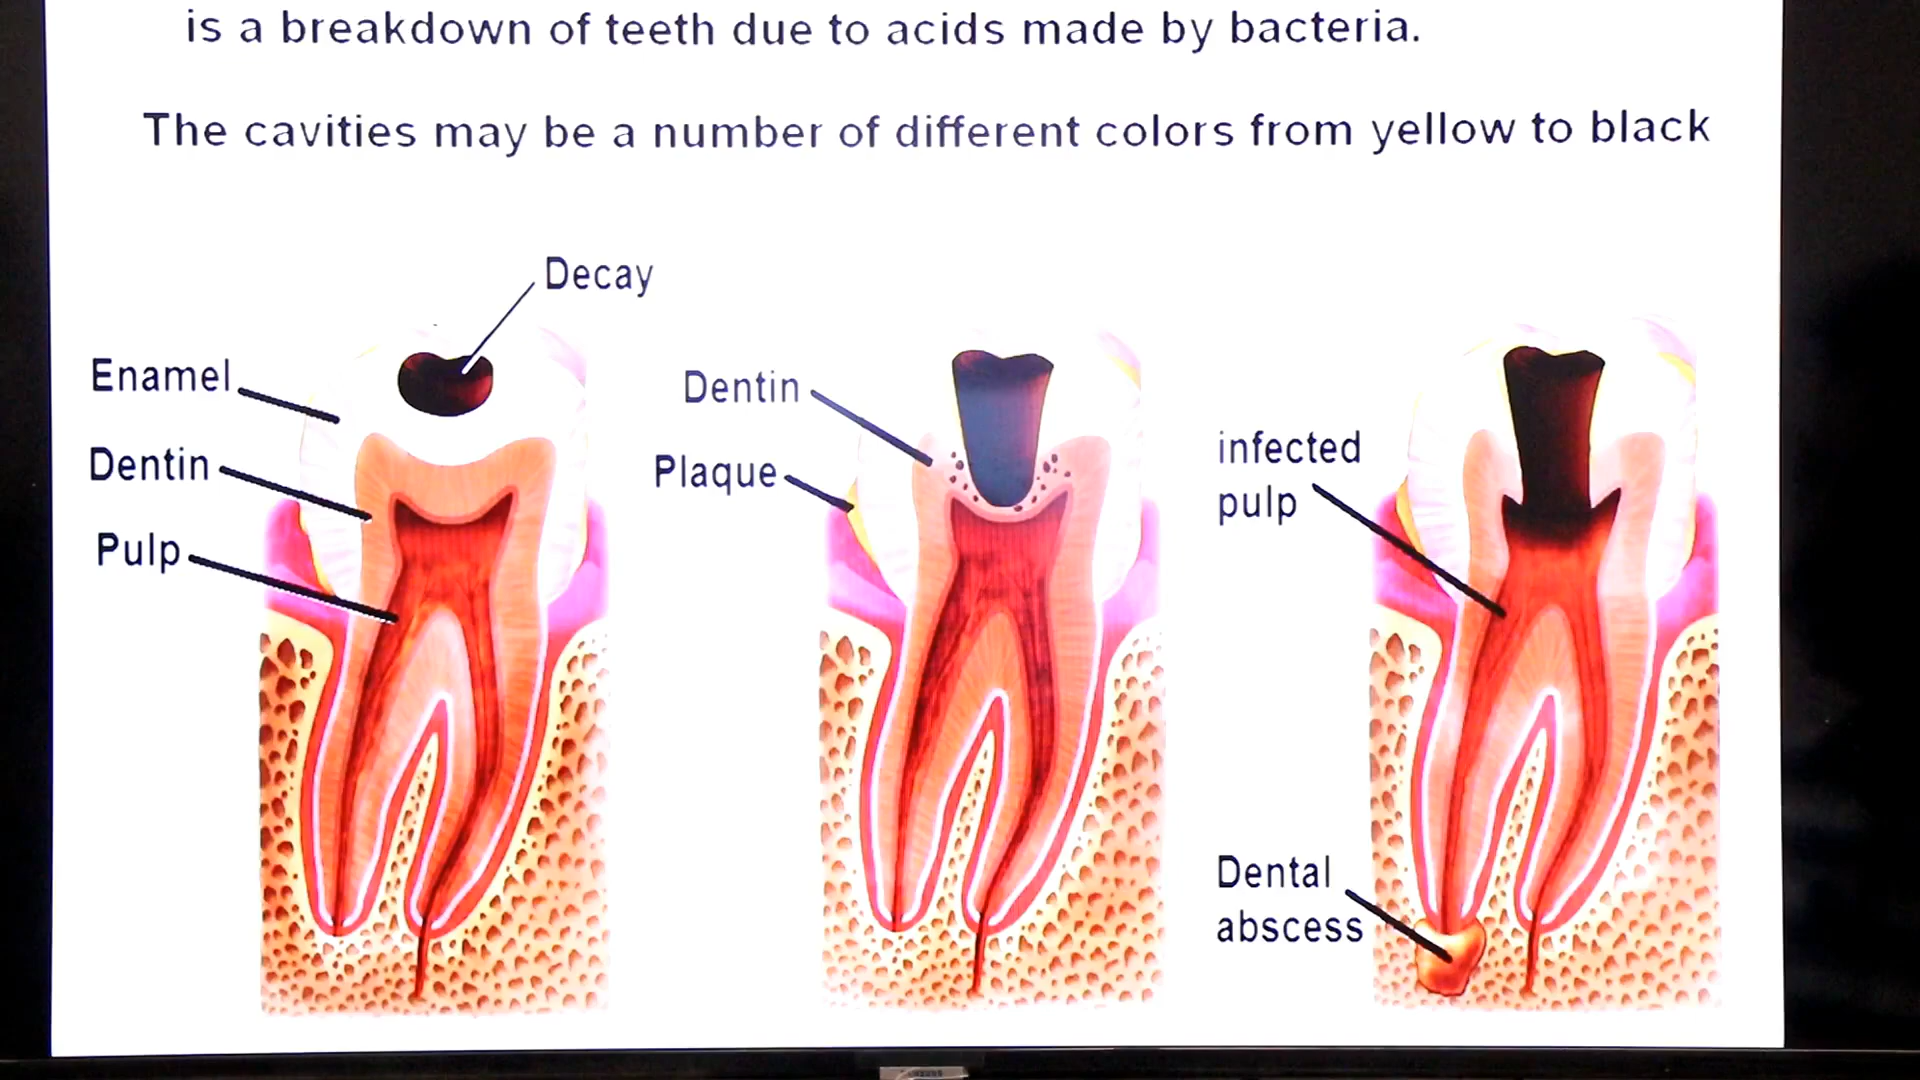 is a breakdown of teeth due to acids made by bacteria.
The cavities may be a number of different colors from yellow to black
Decay
Enamel
Dentin
Pulp
Dentin
Plaque
infected
pulp
Dental
abscess